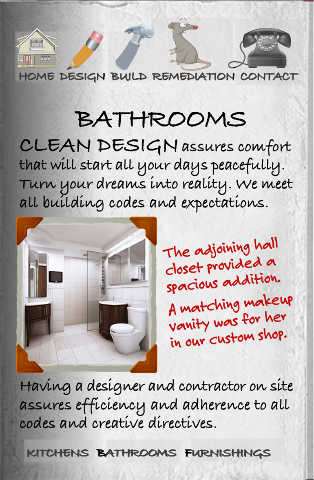 HOME DESIGN BUILD REMEDIATION CONTACT
BATHROOMS
CLEAN DESIGN assures comfort
that will start all your days peacefully.
Turn your dreams into reality. We meet
all building codes and expectations.
The adjoining hall
closet provided a
spacious addition.
A matching makeup
vanity was for her
in our custom shop.
Having a designer and contractor on site
assures efficiency and adherence to all
codes and creative directives.
KITCHENS BATHROOMS FURNISHINGS